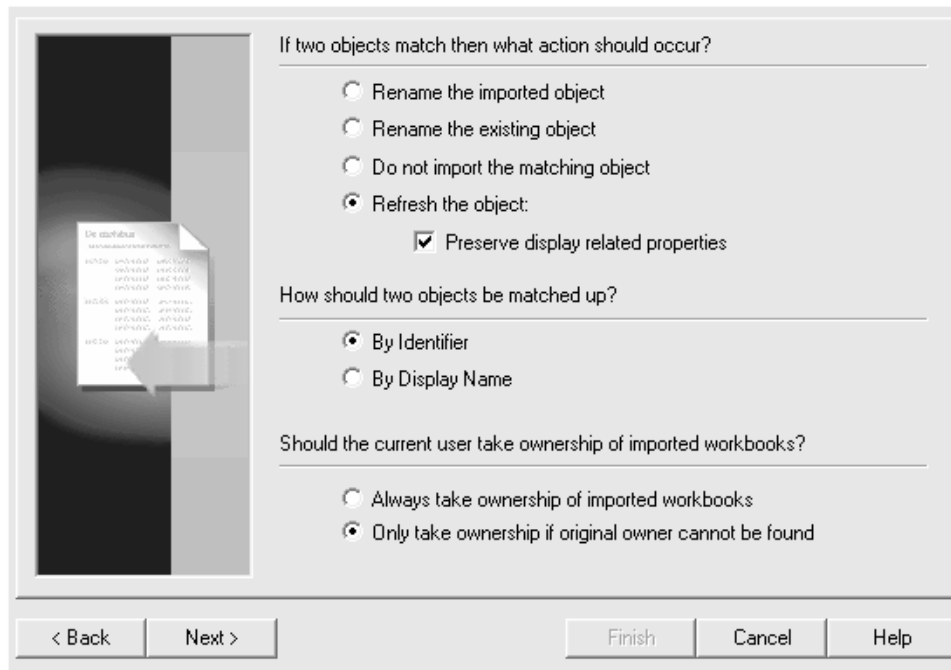 If two objects match then what action should occur?
Rename the imported object
Rename the existing object
Do not import the matching object
Refresh the object:
Preserve display related properties
How should two objects be matched up?
By Identifier
By Display Name
Should the current user take ownership of imported workbooks?
Always take ownership of imported workbooks
Only take ownership if original owner cannot be found
< Back
Next >
Finish
Cancel
Help